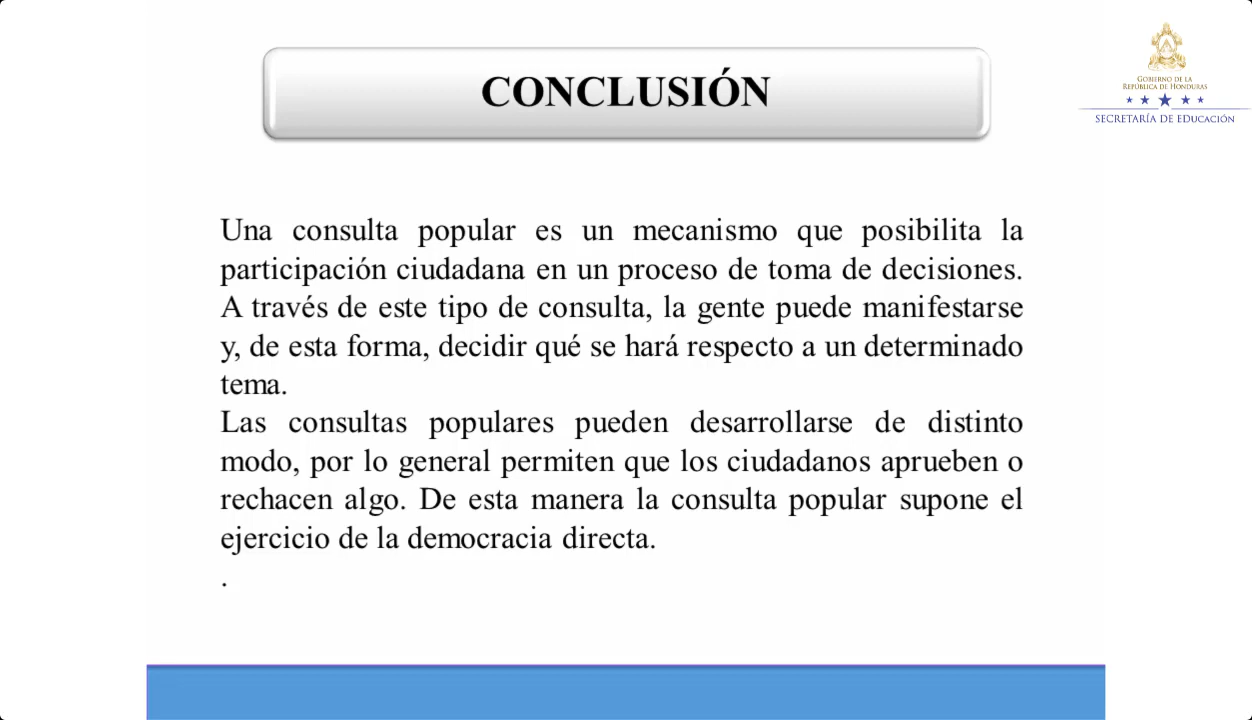 CONCLUSIÓN
GOBIERNO DE LA
REPÚBLICA DE HONDURAS
SECRETARÍA DE EDUCACIÓN
Una consulta popular es un mecanismo que posibilita la
participación ciudadana en un proceso de toma de decisiones.
A través de este tipo de consulta, la gente puede manifestarse
y, de esta forma, decidir qué se hará respecto a un determinado
tema.
Las consultas populares pueden desarrollarse de distinto
modo, por lo general permiten que los ciudadanos aprueben o
rechacen algo. De esta manera la consulta popular supone el
ejercicio de la democracia directa.
.